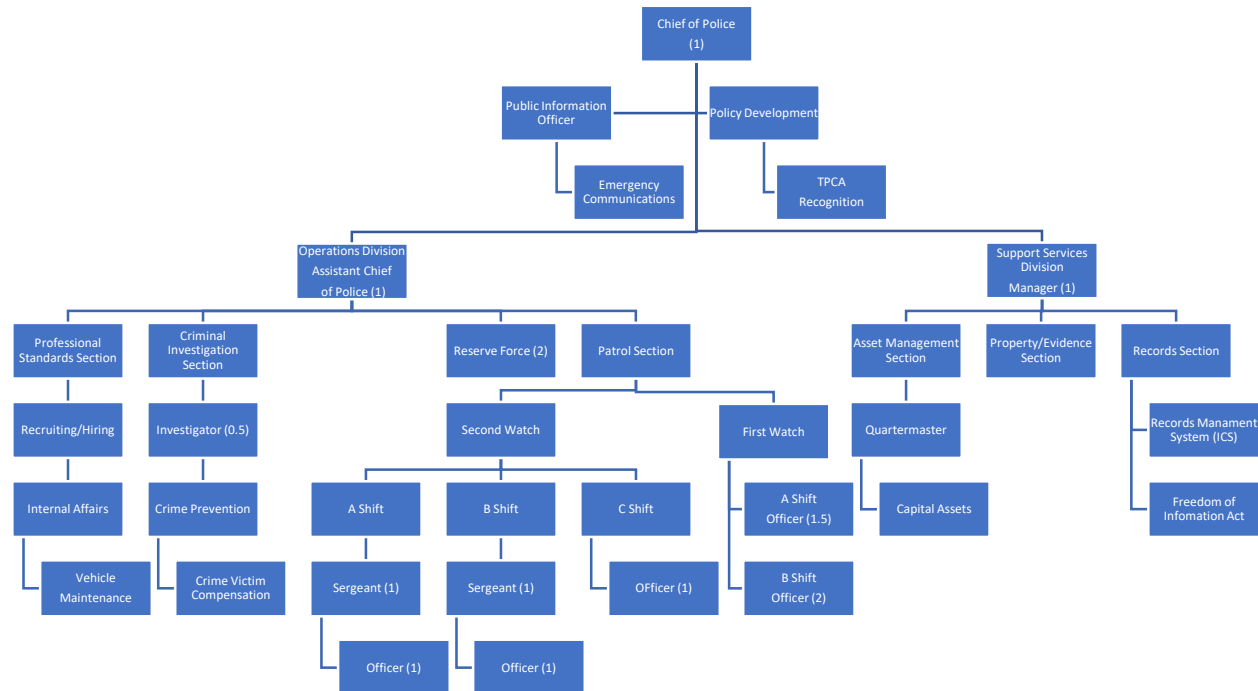 Chief of Police
(1)
Public Information
Officer
Policy Development
Emergency
Communications
TPCA
Recognition
Operations Division
Assistant Chief
of Police (1)
Support Services
Division
Manager (1)
Professional
Standards Section
Criminal
Investigation
Section
Reserve Force (2)
Patrol Section
Asset Management
Section
Property/Evidence
Section
Records Section
Recruiting/Hiring
Investigator (0.5)
Second Watch
First Watch
Quartermaster
Records Manament
System (ICS)
Internal Affairs
Crime Prevention
A Shift
B Shift
C Shift
A Shift
Officer (1.5)
Capital Assets
Freedom of
Infomation Act
Vehicle
Maintenance
Crime Victim
Compensation
Sergeant (1)
Sergeant (1)
OFficer (1)
B Shift
Officer (2)
Officer (1)
Officer (1)